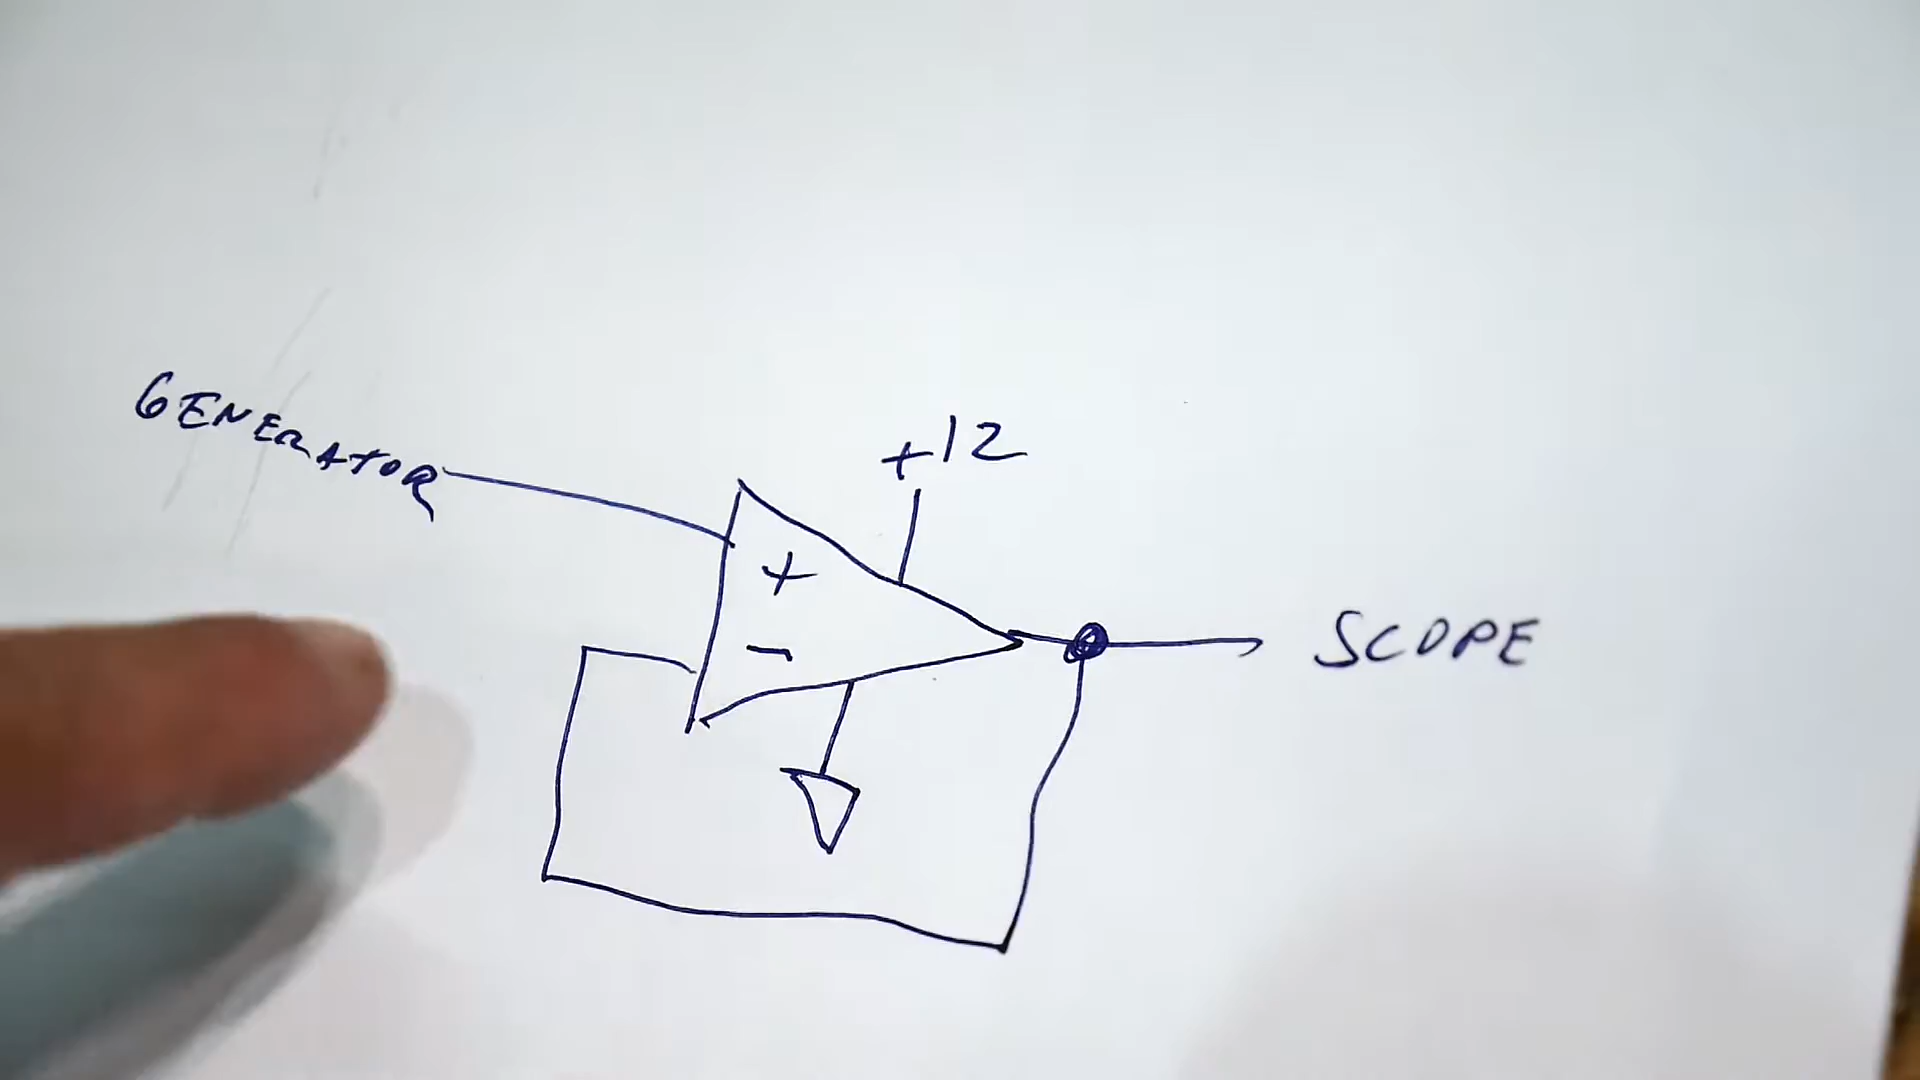 GENERATOR
+12
+
-
SCOPE